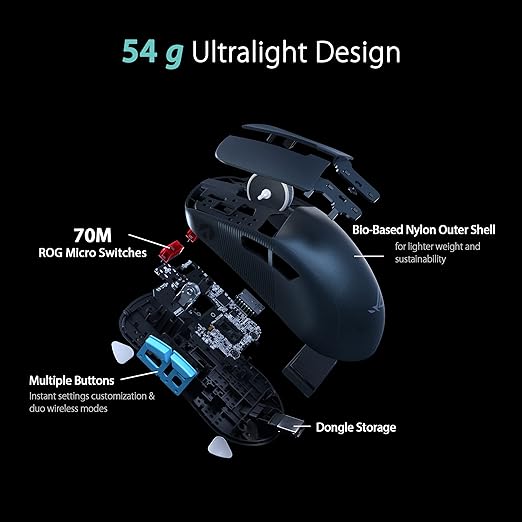 54 g Ultralight Design
70M
ROG Micro Switches
Bio-Based Nylon Outer Shell
for lighter weight and
sustainability
Multiple Buttons
Instant settings customization &
duo wireless modes
Dongle Storage